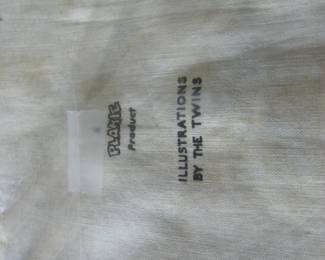 PLAKIE
Product
ILLUSTRATIONS
BY THE TWINS